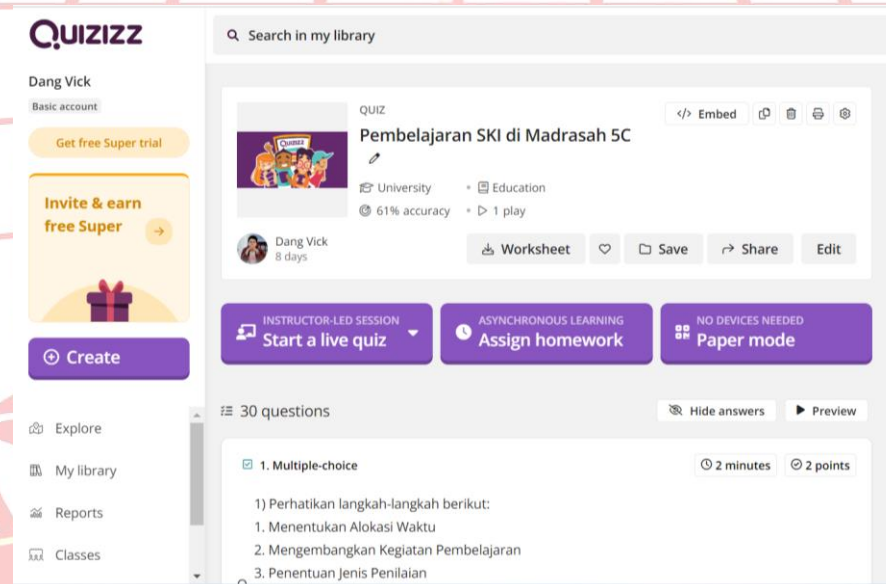 QUIZIZZ
Search in my library
Dang Vick
Basic account
Get free Super trial
Invite & earn
free Super
Create
Explore
My library
Reports
Classes
QUIZ
</> Embed
Pembelajaran SKI di Madrasah 5C
University
Education
61% accuracy
1 play
Dang Vick
8 days
Worksheet
Save
Share
Edit
INSTRUCTOR-LED SESSION
Start a live quiz
ASYNCHRONOUS LEARNING
Assign homework
NO DEVICES NEEDED
Paper mode
30 questions
Hide answers
Preview
1. Multiple-choice
2 minutes
2 points
1) Perhatikan langkah-langkah berikut:
1. Menentukan Alokasi Waktu
2. Mengembangkan Kegiatan Pembelajaran
3. Penentuan Jenis Penilaian